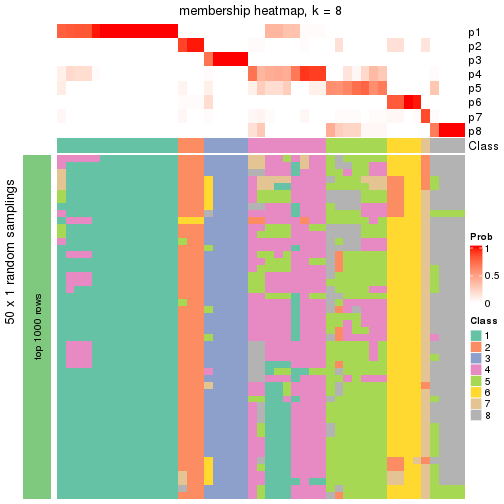 membership heatmap, k = 8
p1
p2
p3
p4
p5
p6
p7
p8
Class
50 x 1 random samplings
top 1000 rows
Prob
1
0.5
0
Class
1
2
3
4
5
6
7
8